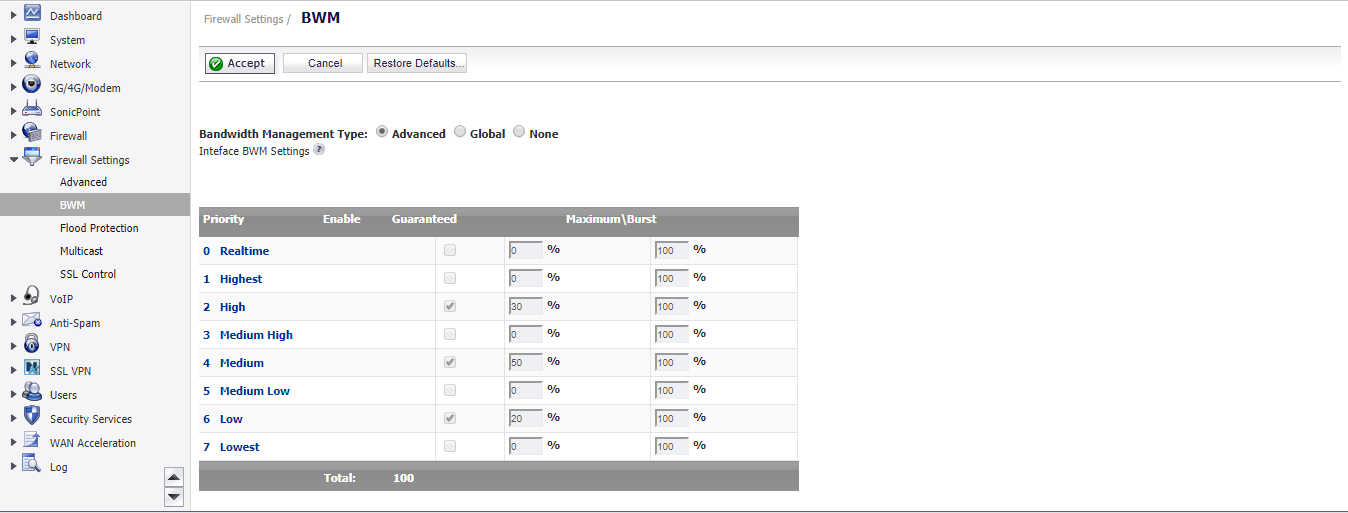 Dashboard
System
Network
3G/4G/Modem
SonicPoint
Firewall
Firewall Settings
Advanced
BWM
Flood Protection
Multicast
SSL Control
VoIP
Anti-Spam
VPN
SSL VPN
Users
Security Services
WAN Acceleration
Log
Firewall Settings / BWM
Accept Cancel Restore Defaults...
Bandwidth Management Type: Advanced Global None
Inteface BWM Settings ?
Priority Enable Guaranteed Maximum\Burst
0 Realtime 0 % 100 %
1 Highest 0 % 100 %
2 High 30 % 100 %
3 Medium High 0 % 100 %
4 Medium 50 % 100 %
5 Medium Low 0 % 100 %
6 Low 20 % 100 %
7 Lowest 0 % 100 %
Total: 100